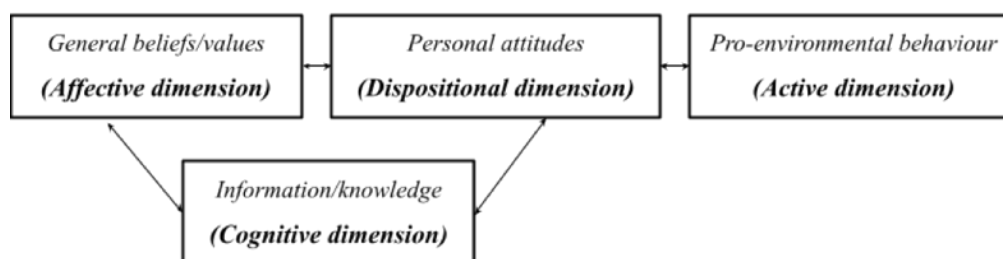 General beliefs/values
(Affective dimension)
Personal attitudes
(Dispositional dimension)
Pro-environmental behaviour
(Active dimension)
Information/knowledge
(Cognitive dimension)